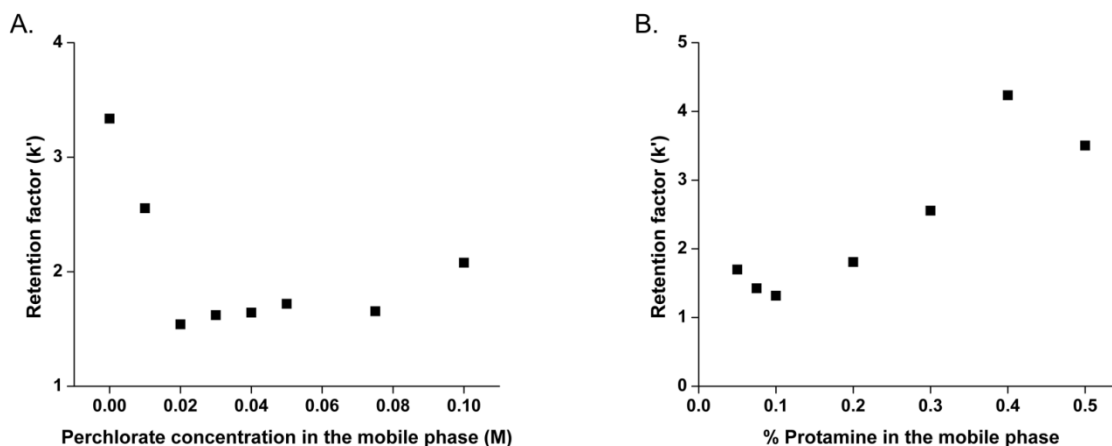 A.
Retention factor (k')
4
3
2
1
0.00 0.02 0.04 0.06 0.08 0.10
Perchlorate concentration in the mobile phase (M)
B.
Retention factor (k')
5
4
3
2
1
0
0.0 0.1 0.2 0.3 0.4 0.5
% Protamine in the mobile phase